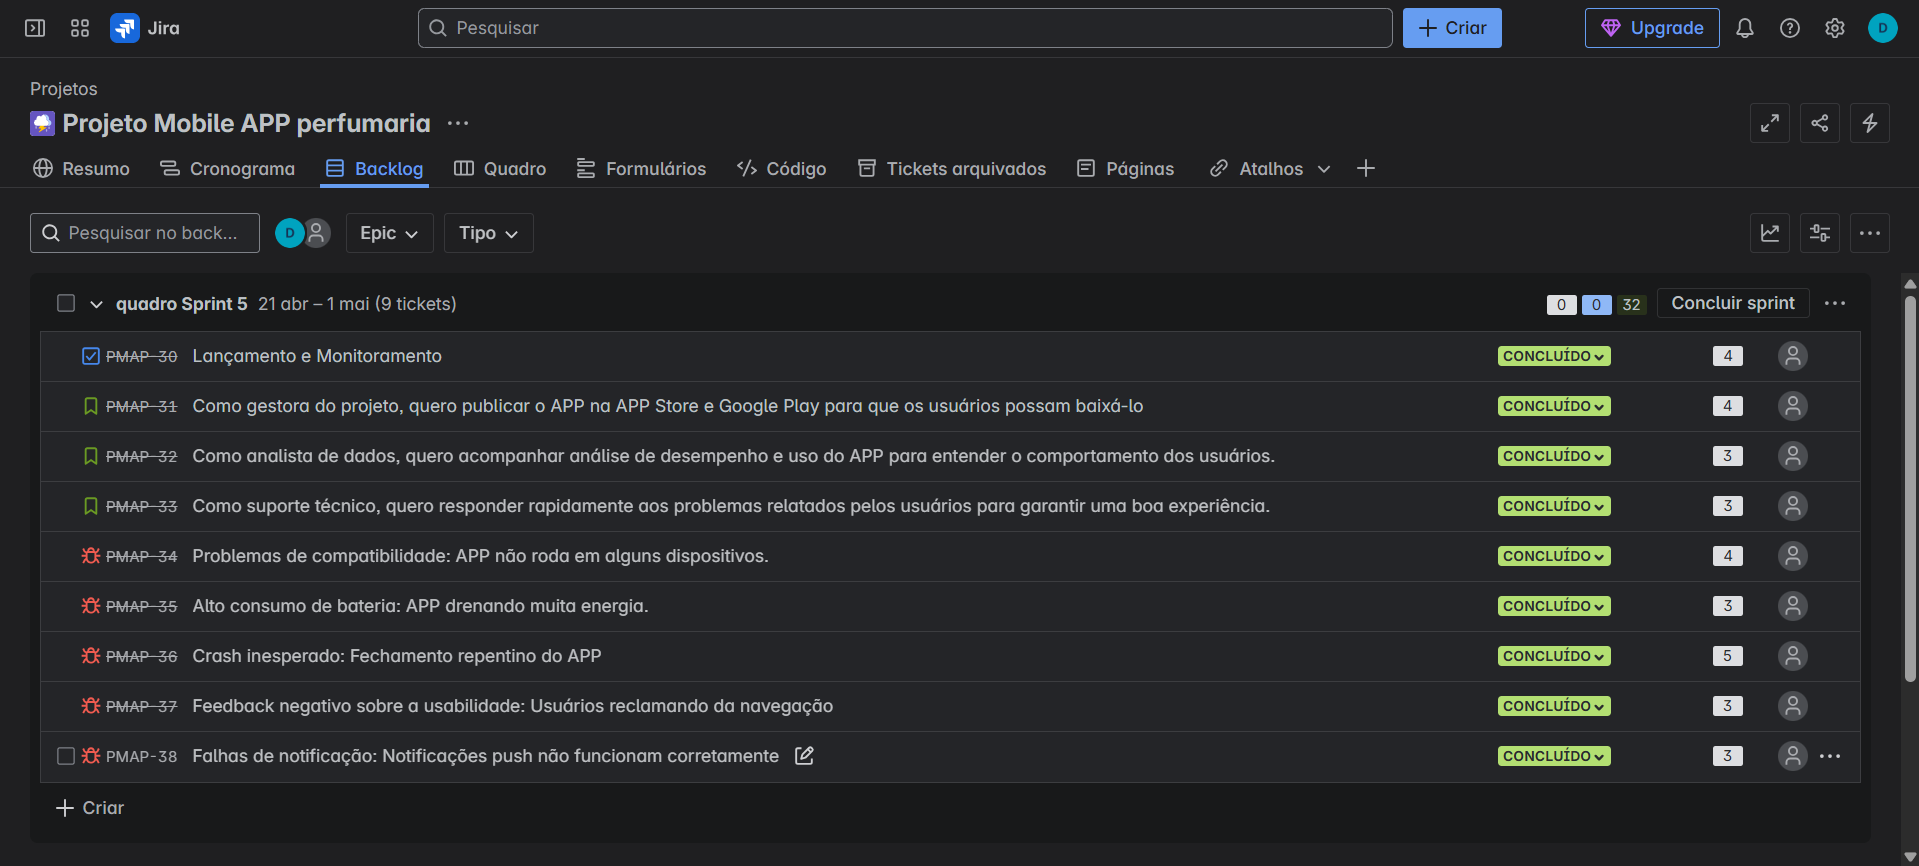 Jira
Pesquisar
Criar
Upgrade
D
Projetos
Projeto Mobile APP perfumaria
Resumo
Cronograma
Backlog
Quadro
Formulários
Código
Tickets arquivados
Páginas
Atalhos
Pesquisar no back...
D
Epic
Tipo
quadro Sprint 5 21 abr – 1 mai (9 tickets)
0 0 32 Concluir sprint
PMAP-30 Lançamento e Monitoramento CONCLUÍDO 4
PMAP-31 Como gestora do projeto, quero publicar o APP na APP Store e Google Play para que os usuários possam baixá-lo CONCLUÍDO 4
PMAP-32 Como analista de dados, quero acompanhar análise de desempenho e uso do APP para entender o comportamento dos usuários. CONCLUÍDO 3
PMAP-33 Como suporte técnico, quero responder rapidamente aos problemas relatados pelos usuários para garantir uma boa experiência. CONCLUÍDO 3
PMAP-34 Problemas de compatibilidade: APP não roda em alguns dispositivos. CONCLUÍDO 4
PMAP-35 Alto consumo de bateria: APP drenando muita energia. CONCLUÍDO 3
PMAP-36 Crash inesperado: Fechamento repentino do APP CONCLUÍDO 5
PMAP-37 Feedback negativo sobre a usabilidade: Usuários reclamando da navegação CONCLUÍDO 3
PMAP-38 Falhas de notificação: Notificações push não funcionam corretamente CONCLUÍDO 3
Criar